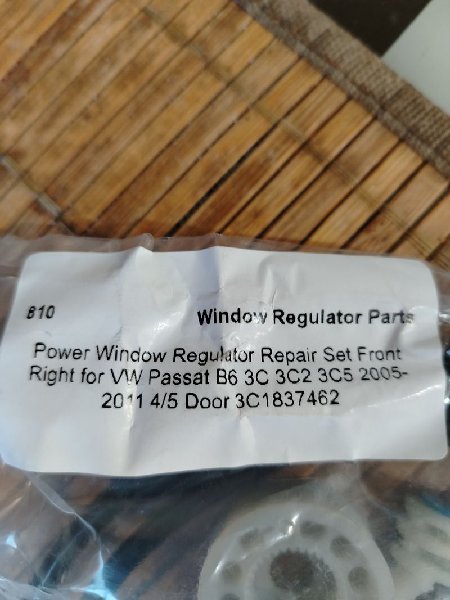 810 Window Regulator Parts
Power Window Regulator Repair Set Front
Right for VW Passat B6 3C 3C2 3C5 2005-
2011 4/5 Door 3C1837462